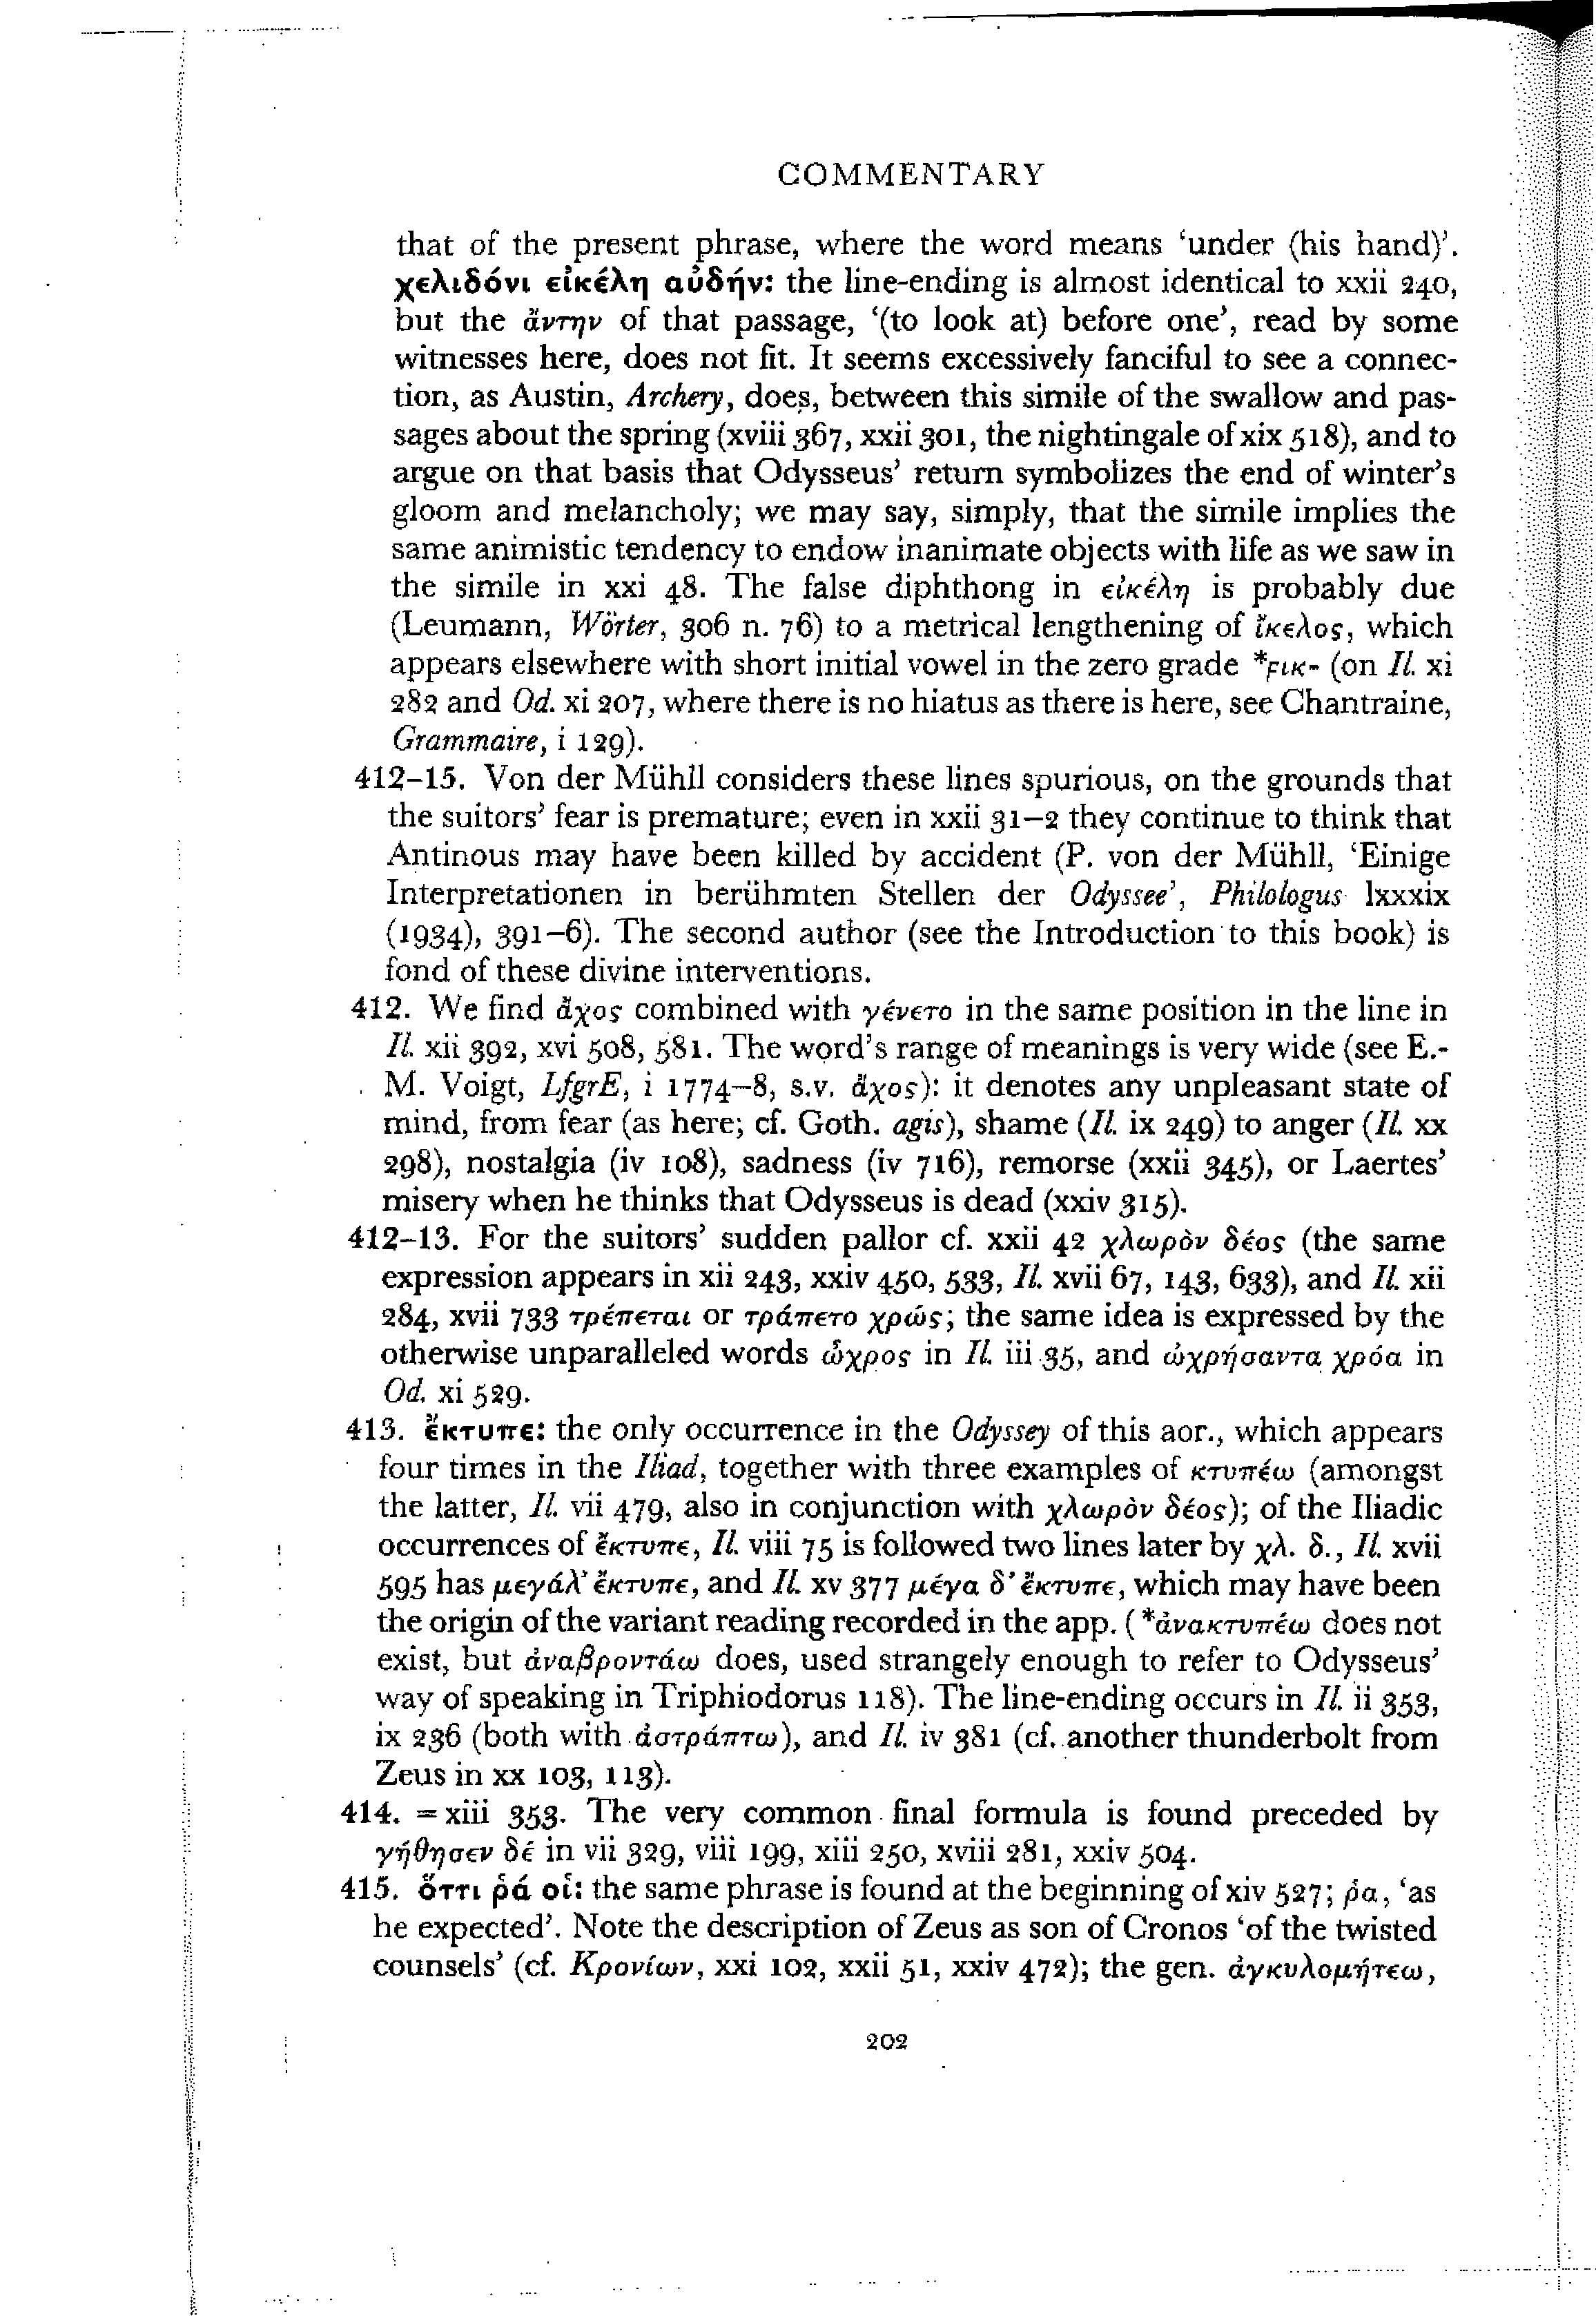 COMMENTARY
that of the present phrase, where the word means ‘under (his hand)’.
χελιδόνι εἰκέλη αὐδήν: the line-ending is almost identical to xxii 240,
but the ἄντην of that passage, ‘(to look at) before one’, read by some
witnesses here, does not fit. It seems excessively fanciful to see a connec-
tion, as Austin, Archery, does, between this simile of the swallow and pas-
sages about the spring (xviii 367, xxii 301, the nightingale of xix 518), and to
argue on that basis that Odysseus’ return symbolizes the end of winter’s
gloom and melancholy; we may say, simply, that the simile implies the
same animistic tendency to endow inanimate objects with life as we saw in
the simile in xxi 48. The false diphthong in εἰκέλη is probably due
(Leumann, Wörter, 306 n. 76) to a metrical lengthening of ἴκελος, which
appears elsewhere with short initial vowel in the zero grade *ϝικ- (on Il. xi
282 and Od. xi 207, where there is no hiatus as there is here, see Chantraine,
Grammaire, i 129).
412–15. Von der Mühll considers these lines spurious, on the grounds that
the suitors’ fear is premature; even in xxii 31–2 they continue to think that
Antinous may have been killed by accident (P. von der Mühll, ‘Einige
Interpretationen in berühmten Stellen der Odyssee’, Philologus lxxxix
(1934), 391–6). The second author (see the Introduction to this book) is
fond of these divine interventions.
412. We find ἄχος combined with γένετο in the same position in the line in
Il. xii 392, xvi 508, 581. The word’s range of meanings is very wide (see E.-
M. Voigt, LfgrE, i 1774–8, s.v. ἄχος): it denotes any unpleasant state of
mind, from fear (as here; cf. Goth. agis), shame (Il. ix 249) to anger (Il. xx
298), nostalgia (iv 108), sadness (iv 716), remorse (xxii 345), or Laertes’
misery when he thinks that Odysseus is dead (xxiv 315).
412–13. For the suitors’ sudden pallor cf. xxii 42 χλωρὸν δέος (the same
expression appears in xii 243, xxiv 450, 533, Il. xvii 67, 143, 633), and Il. xii
284, xvii 733 τρέπεται or τράπετο χρώς; the same idea is expressed by the
otherwise unparalleled words ὦχρος in Il. iii 35, and ὠχρήσαντα χρόα in
Od. xi 529.
413. ἔκτυπε: the only occurrence in the Odyssey of this aor., which appears
four times in the Iliad, together with three examples of κτυπέω (amongst
the latter, Il. vii 479, also in conjunction with χλωρὸν δέος); of the Iliadic
occurrences of ἔκτυπε, Il. viii 75 is followed two lines later by χλ. δ., Il. xvii
595 has μεγάλ’ ἔκτυπε, and Il. xv 377 μέγα δ’ ἔκτυπε, which may have been
the origin of the variant reading recorded in the app. (*ἀνακτυπέω does not
exist, but ἀναβροντάω does, used strangely enough to refer to Odysseus’
way of speaking in Triphiodorus 118). The line-ending occurs in Il. ii 353,
ix 236 (both with ἀστράπτω), and Il. iv 381 (cf. another thunderbolt from
Zeus in xx 103, 113).
414. = xiii 353. The very common final formula is found preceded by
γήθησεν δέ in vii 329, viii 199, xiii 250, xviii 281, xxiv 504.
415. ὅττι ῥά οἱ: the same phrase is found at the beginning of xiv 527; ῥα, ‘as
he expected’. Note the description of Zeus as son of Cronos ‘of the twisted
counsels’ (cf. Κρονίων, xxi 102, xxii 51, xxiv 472); the gen. ἀγκυλομήτεω,
202